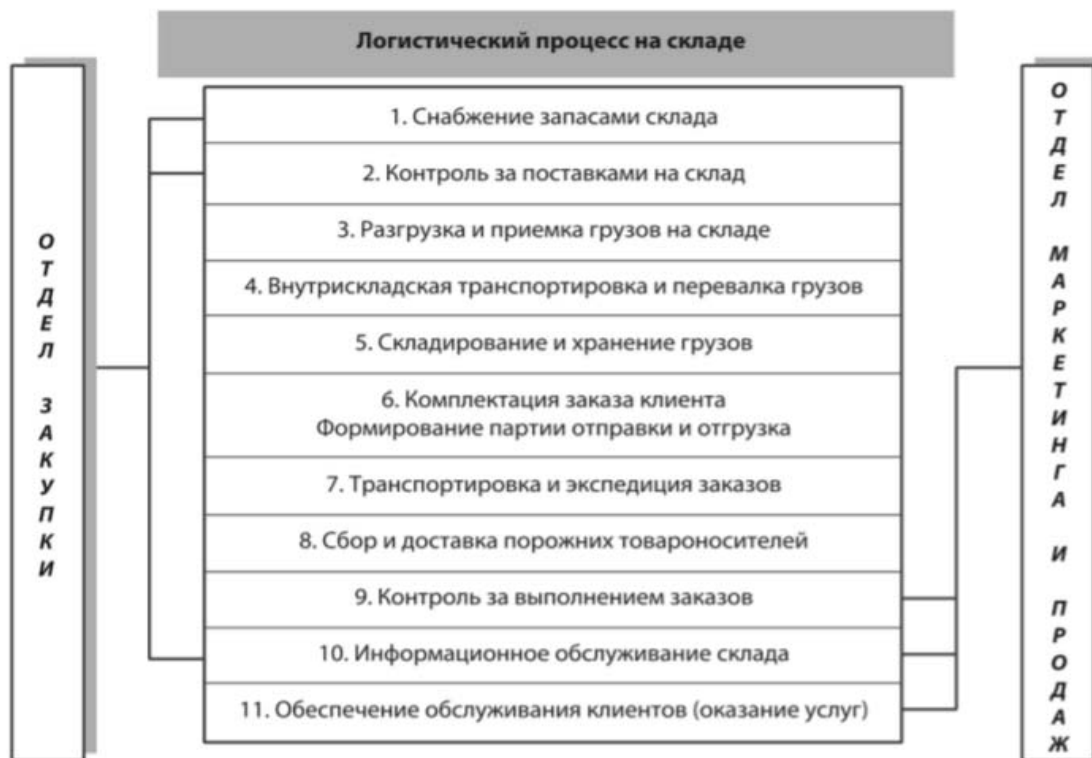 Логистический процесс на складе
ОТДЕЛ ЗАКУПКИ
1. Снабжение запасами склада
2. Контроль за поставками на склад
3. Разгрузка и приемка грузов на складе
4. Внутрискладская транспортировка и перевалка грузов
5. Складирование и хранение грузов
6. Комплектация заказа клиента
Формирование партии отправки и отгрузка
7. Транспортировка и экспедиция заказов
8. Сбор и доставка порожних товароносителей
9. Контроль за выполнением заказов
10. Информационное обслуживание склада
11. Обеспечение обслуживания клиентов (оказание услуг)
ОТДЕЛ МАРКЕТИНГА И ПРОДАЖ